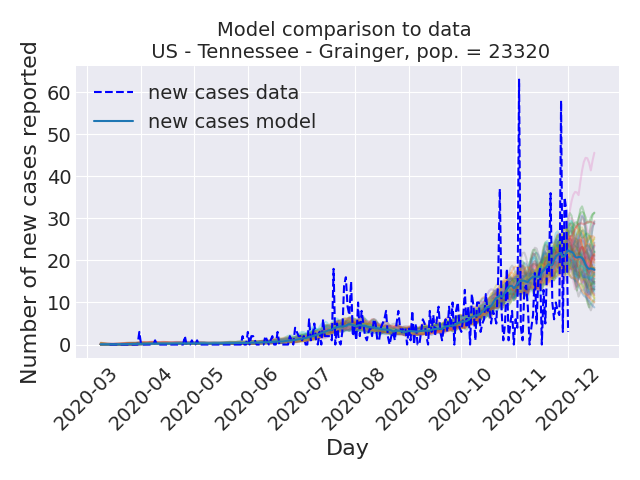 Model comparison to data
US - Tennessee - Grainger, pop. = 23320
Number of new cases reported
60
50
40
30
20
10
0
new cases data
new cases model
2020-03
2020-04
2020-05
2020-06
2020-07
2020-08
2020-09
2020-10
2020-11
2020-12
Day